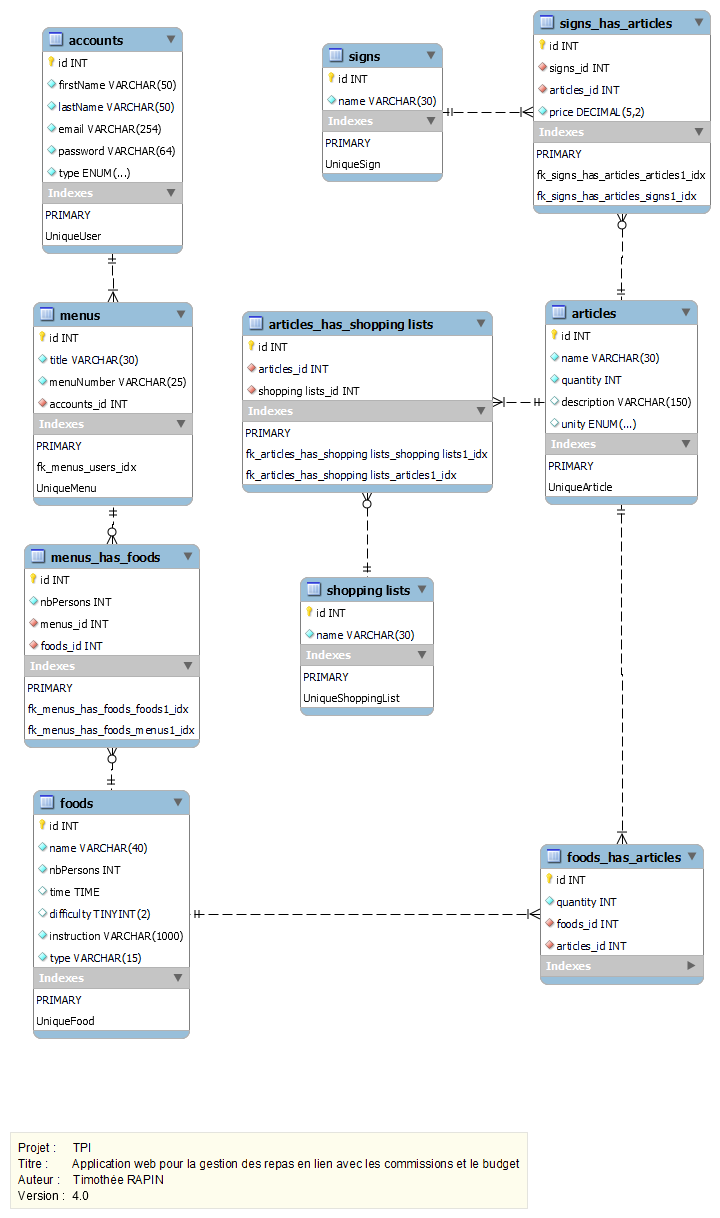 accounts
id INT
firstName VARCHAR(50)
lastName VARCHAR(50)
email VARCHAR(254)
password VARCHAR(64)
type ENUM(...)
Indexes
PRIMARY
UniqueUser
signs
id INT
name VARCHAR(30)
Indexes
PRIMARY
UniqueSign
signs_has_articles
id INT
signs_id INT
articles_id INT
price DECIMAL(5,2)
Indexes
PRIMARY
fk_signs_has_articles_articles1_idx
fk_signs_has_articles_signs1_idx
menus
id INT
title VARCHAR(30)
menuNumber VARCHAR(25)
accounts_id INT
Indexes
PRIMARY
fk_menus_users_idx
UniqueMenu
articles_has_shopping lists
id INT
articles_id INT
shopping lists_id INT
Indexes
PRIMARY
fk_articles_has_shopping lists_shopping lists1_idx
fk_articles_has_shopping lists_articles1_idx
articles
id INT
name VARCHAR(30)
quantity INT
description VARCHAR(150)
unity ENUM(...)
Indexes
PRIMARY
UniqueArticle
menus_has_foods
id INT
nbPersons INT
menus_id INT
foods_id INT
Indexes
PRIMARY
fk_menus_has_foods_foods1_idx
fk_menus_has_foods_menus1_idx
shopping lists
id INT
name VARCHAR(30)
Indexes
PRIMARY
UniqueShoppingList
foods
id INT
name VARCHAR(40)
nbPersons INT
time TIME
difficulty TINYINT(2)
instruction VARCHAR(1000)
type VARCHAR(15)
Indexes
PRIMARY
UniqueFood
foods_has_articles
id INT
quantity INT
foods_id INT
articles_id INT
Indexes
Projet : TPI
Titre : Application web pour la gestion des repas en lien avec les commissions et le budget
Auteur : Timothée RAPIN
Version : 4.0